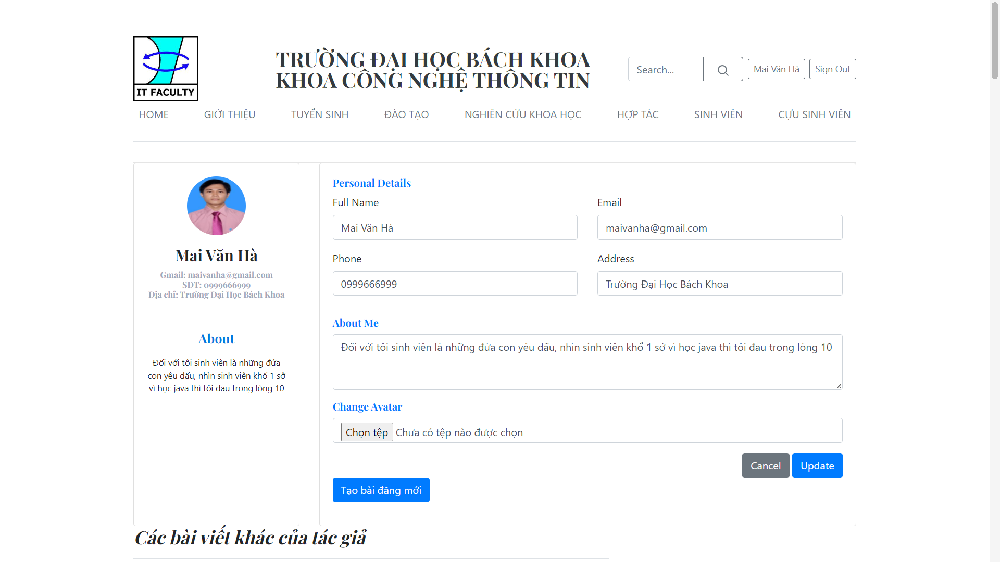 IT FACULTY
TRƯỜNG ĐẠI HỌC BÁCH KHOA
KHOA CÔNG NGHỆ THÔNG TIN
Search...
Mai Văn Hà
Sign Out
HOME
GIỚI THIỆU
TUYỂN SINH
ĐÀO TẠO
NGHIÊN CỨU KHOA HỌC
HỢP TÁC
SINH VIÊN
CỰU SINH VIÊN
Mai Văn Hà
Gmail: maivanha@gmail.com
SDT: 0999666999
Địa chỉ: Trường Đại Học Bách Khoa
About
Đối với tôi sinh viên là những đứa
con yêu dấu, nhìn sinh viên khổ 1 sở
vì học java thì tôi đau trong lòng 10
Personal Details
Full Name
Mai Văn Hà
Email
maivanha@gmail.com
Phone
0999666999
Address
Trường Đại Học Bách Khoa
About Me
Đối với tôi sinh viên là những đứa con yêu dấu, nhìn sinh viên khổ 1 sở vì học java thì tôi đau trong lòng 10
Change Avatar
Chọn tệp Chưa có tệp nào được chọn
Cancel
Update
Tạo bài đăng mới
Các bài viết khác của tác giả